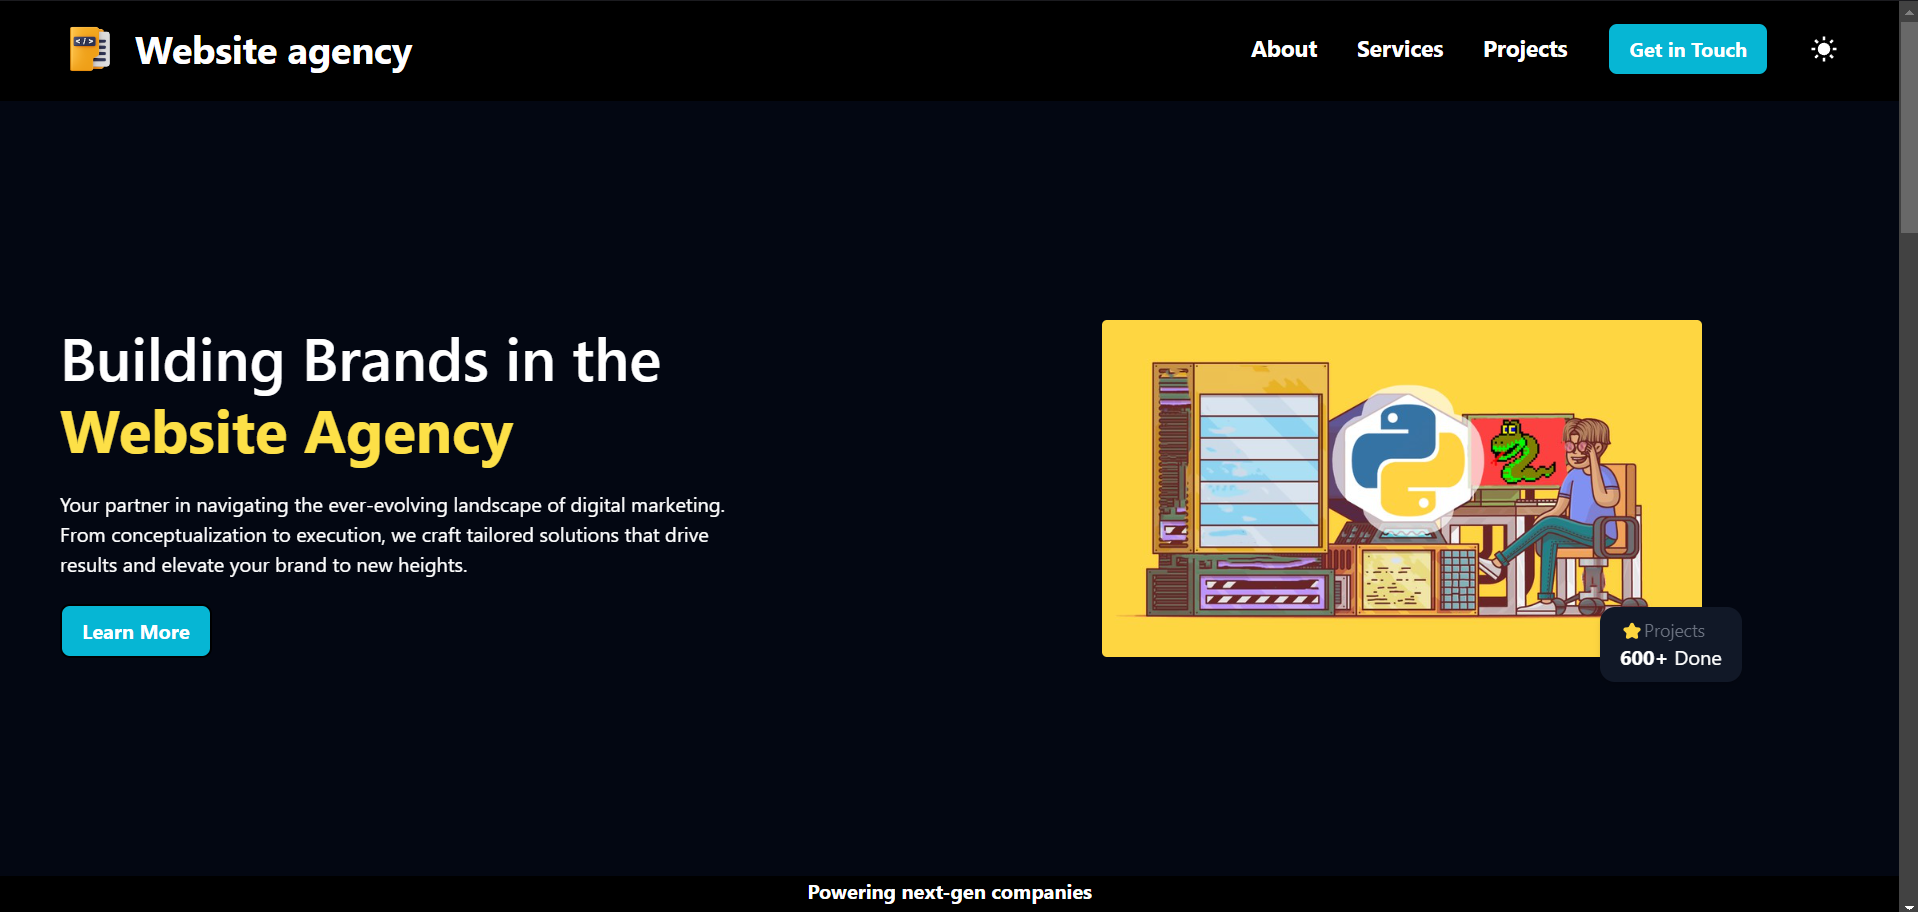 </>
Website agency
About
Services
Projects
Get in Touch
Building Brands in the
Website Agency
Your partner in navigating the ever-evolving landscape of digital marketing.
From conceptualization to execution, we craft tailored solutions that drive
results and elevate your brand to new heights.
Learn More
Projects
600+ Done
Powering next-gen companies